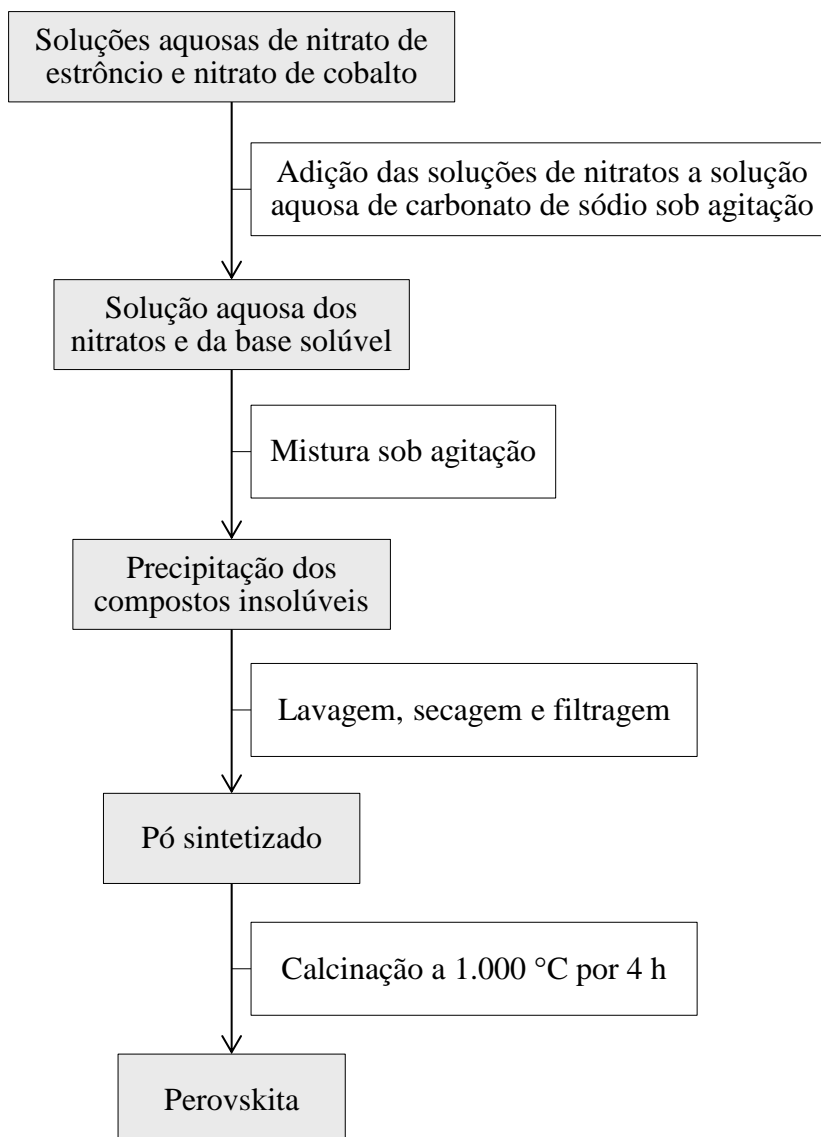 Soluções aquosas de nitrato de
estrôncio e nitrato de cobalto
Adição das soluções de nitratos a solução
aquosa de carbonato de sódio sob agitação
Solução aquosa dos
nitratos e da base solúvel
Mistura sob agitação
Precipitação dos
compostos insolúveis
Lavagem, secagem e filtragem
Pó sintetizado
Calcinação a 1.000 °C por 4 h
Perovskita